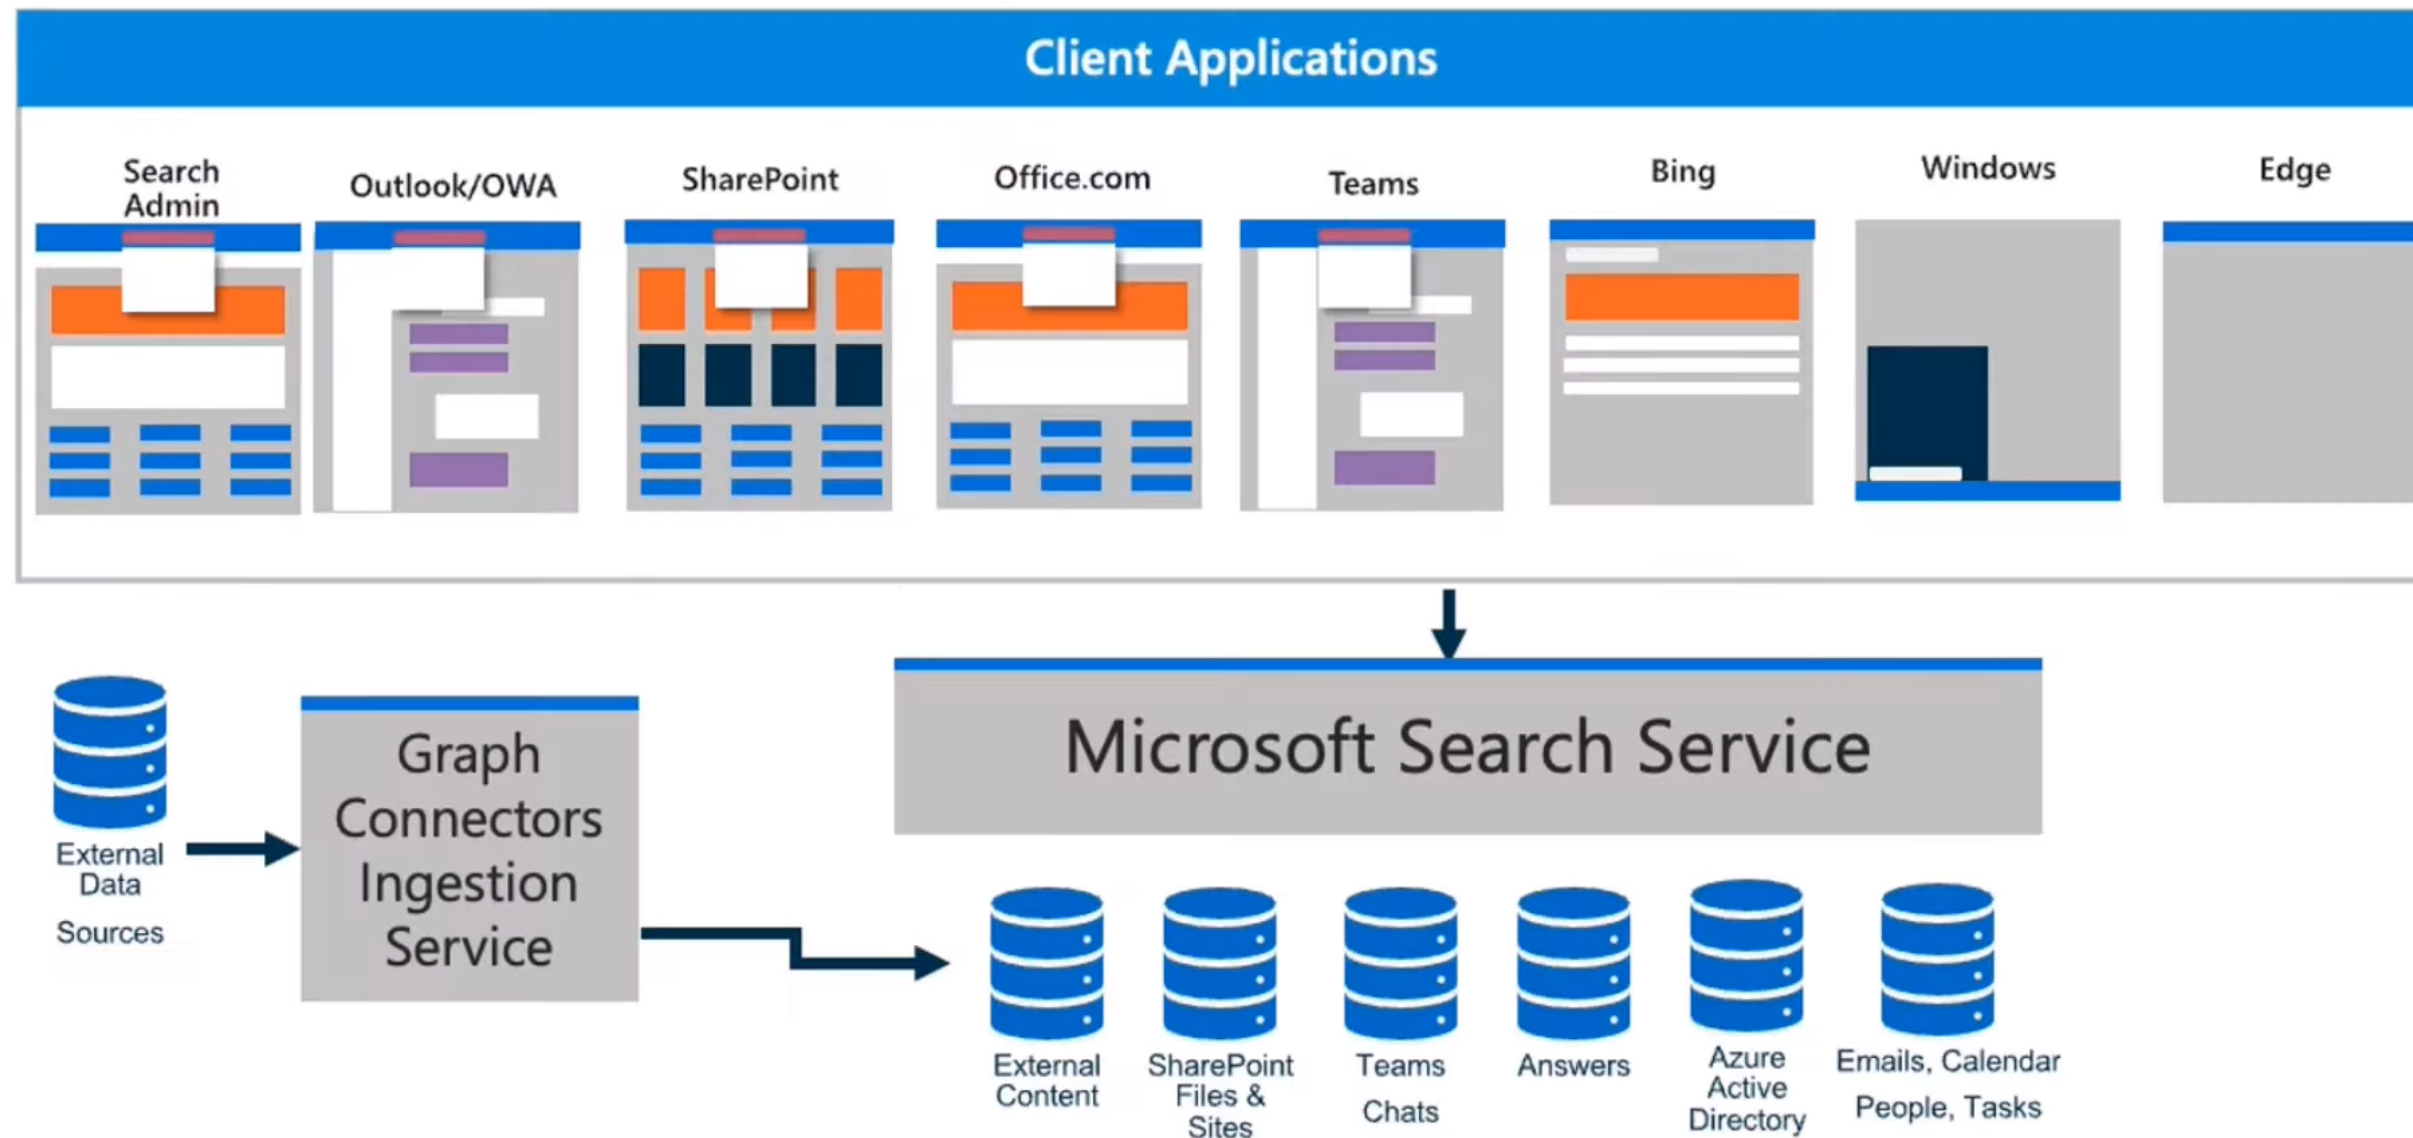 Client Applications
Search
Admin
Outlook/OWA
SharePoint
Office.com
Teams
Bing
Windows
Edge
Microsoft Search Service
External
Data
Sources
Graph
Connectors
Ingestion
Service
External
Content
SharePoint
Files &
Sites
Teams
Chats
Answers
Azure
Active
Directory
Emails, Calendar
People, Tasks